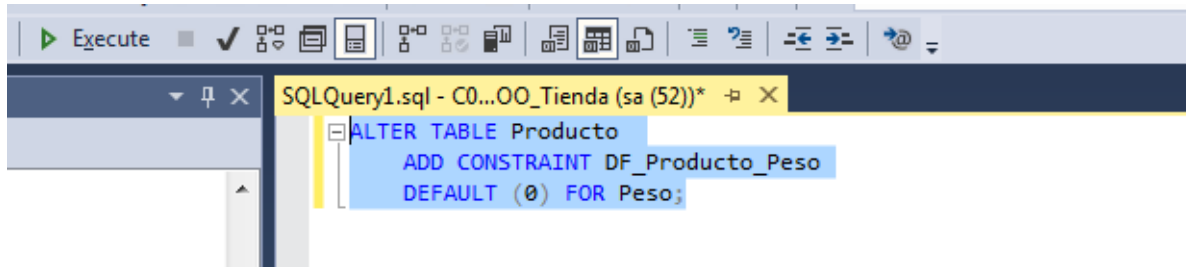 Execute
SQLQuery1.sql - C0...OO_Tienda (sa (52))*
ALTER TABLE Producto
ADD CONSTRAINT DF_Producto_Peso
DEFAULT (0) FOR Peso;